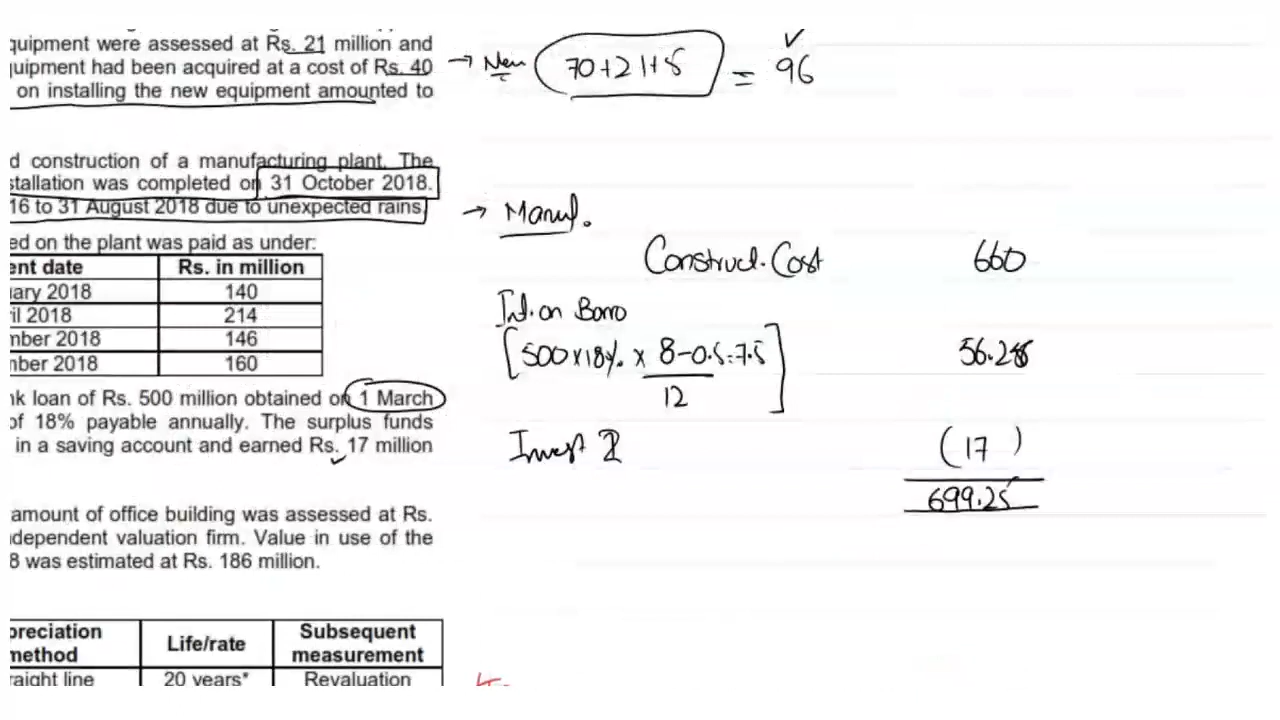 quipment were assessed at Rs. 21 million and
quipment had been acquired at a cost of Rs. 40
on installing the new equipment amounted to
→ New 70+21+5 = 96
d construction of a manufacturing plant. The
stallation was completed on 31 October 2018.
16 to 31 August 2018 due to unexpected rains.
ed on the plant was paid as under:
ent date Rs. in million
uary 2018 140
ril 2018 214
mber 2018 146
mber 2018 160
nk loan of Rs. 500 million obtained on 1 March
of 18% payable annually. The surplus funds
in a saving account and earned Rs. 17 million
amount of office building was assessed at Rs.
dependent valuation firm. Value in use of the
8 was estimated at Rs. 186 million.
preciation method Life/rate Subsequent measurement
raight line 20 years* Revaluation
→ Manuf.
Construct. Cost 660
Int. on Borro
[500 x 18% x 8-0.5=7.5 / 12] 56.25
Invest I (17)
699.25